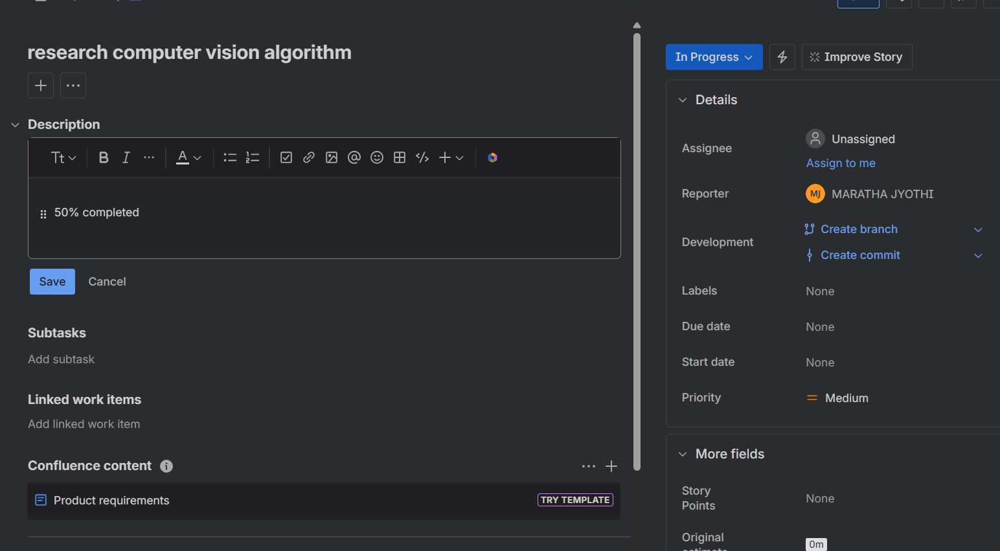 research computer vision algorithm
Description
Tt
B I A
50% completed
Save Cancel
Subtasks
Add subtask
Linked work items
Add linked work item
Confluence content
Product requirements TRY TEMPLATE
In Progress Improve Story
Details
Assignee Unassigned
Assign to me
Reporter MJ MARATHA JYOTHI
Development Create branch
Create commit
Labels None
Due date None
Start date None
Priority Medium
More fields
Story
Points None
Original
0m